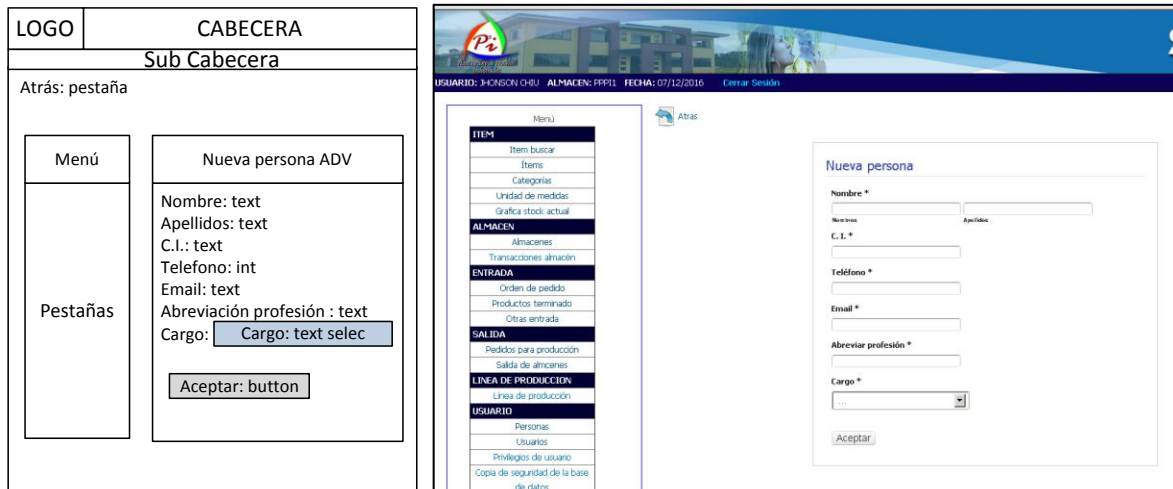 LOGO
CABECERA
Sub Cabecera
Atrás: pestaña
Menú
Pestañas
Nueva persona ADV
Nombre: text
Apellidos: text
C.I.: text
Telefono: int
Email: text
Abreviación profesión : text
Cargo: Cargo: text selec
Aceptar: button
Pi
USUARIO: JHONSON CHIU ALMACEN: PPPI1 FECHA: 07/12/2016 Cerrar Sesión
Menú
ITEM
Item buscar
Ítems
Categorías
Unidad de medidas
Grafica stock actual
ALMACEN
Almacenes
Transacciones almacén
ENTRADA
Orden de pedido
Productos terminado
Otras entrada
SALIDA
Pedidos para producción
Salida de almcenes
LINEA DE PRODUCCION
Línea de producción
USUARIO
Personas
Usuarios
Privilegios de usuario
Copia de seguridad de la base
de datos
Atras
Nueva persona
Nombre *
Nombres Apellidos
C. I. *
Teléfono *
Email *
Abreviar profesión *
Cargo *
...
Aceptar